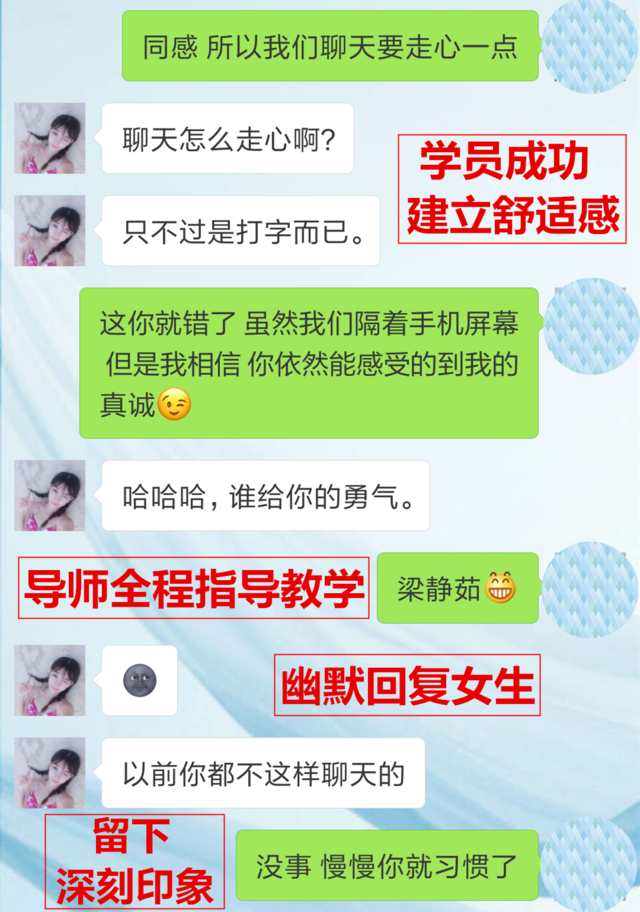 同感 所以我们聊天要走心一点
聊天怎么走心啊?
学员成功
建立舒适感
只不过是打字而已。
这你就错了 虽然我们隔着手机屏幕
但是我相信 你依然能感受的到我的
真诚😉
哈哈哈，谁给你的勇气。
导师全程指导教学
梁静茹😁
🌚
幽默回复女生
以前你都不这样聊天的
留下
深刻印象
没事 慢慢你就习惯了